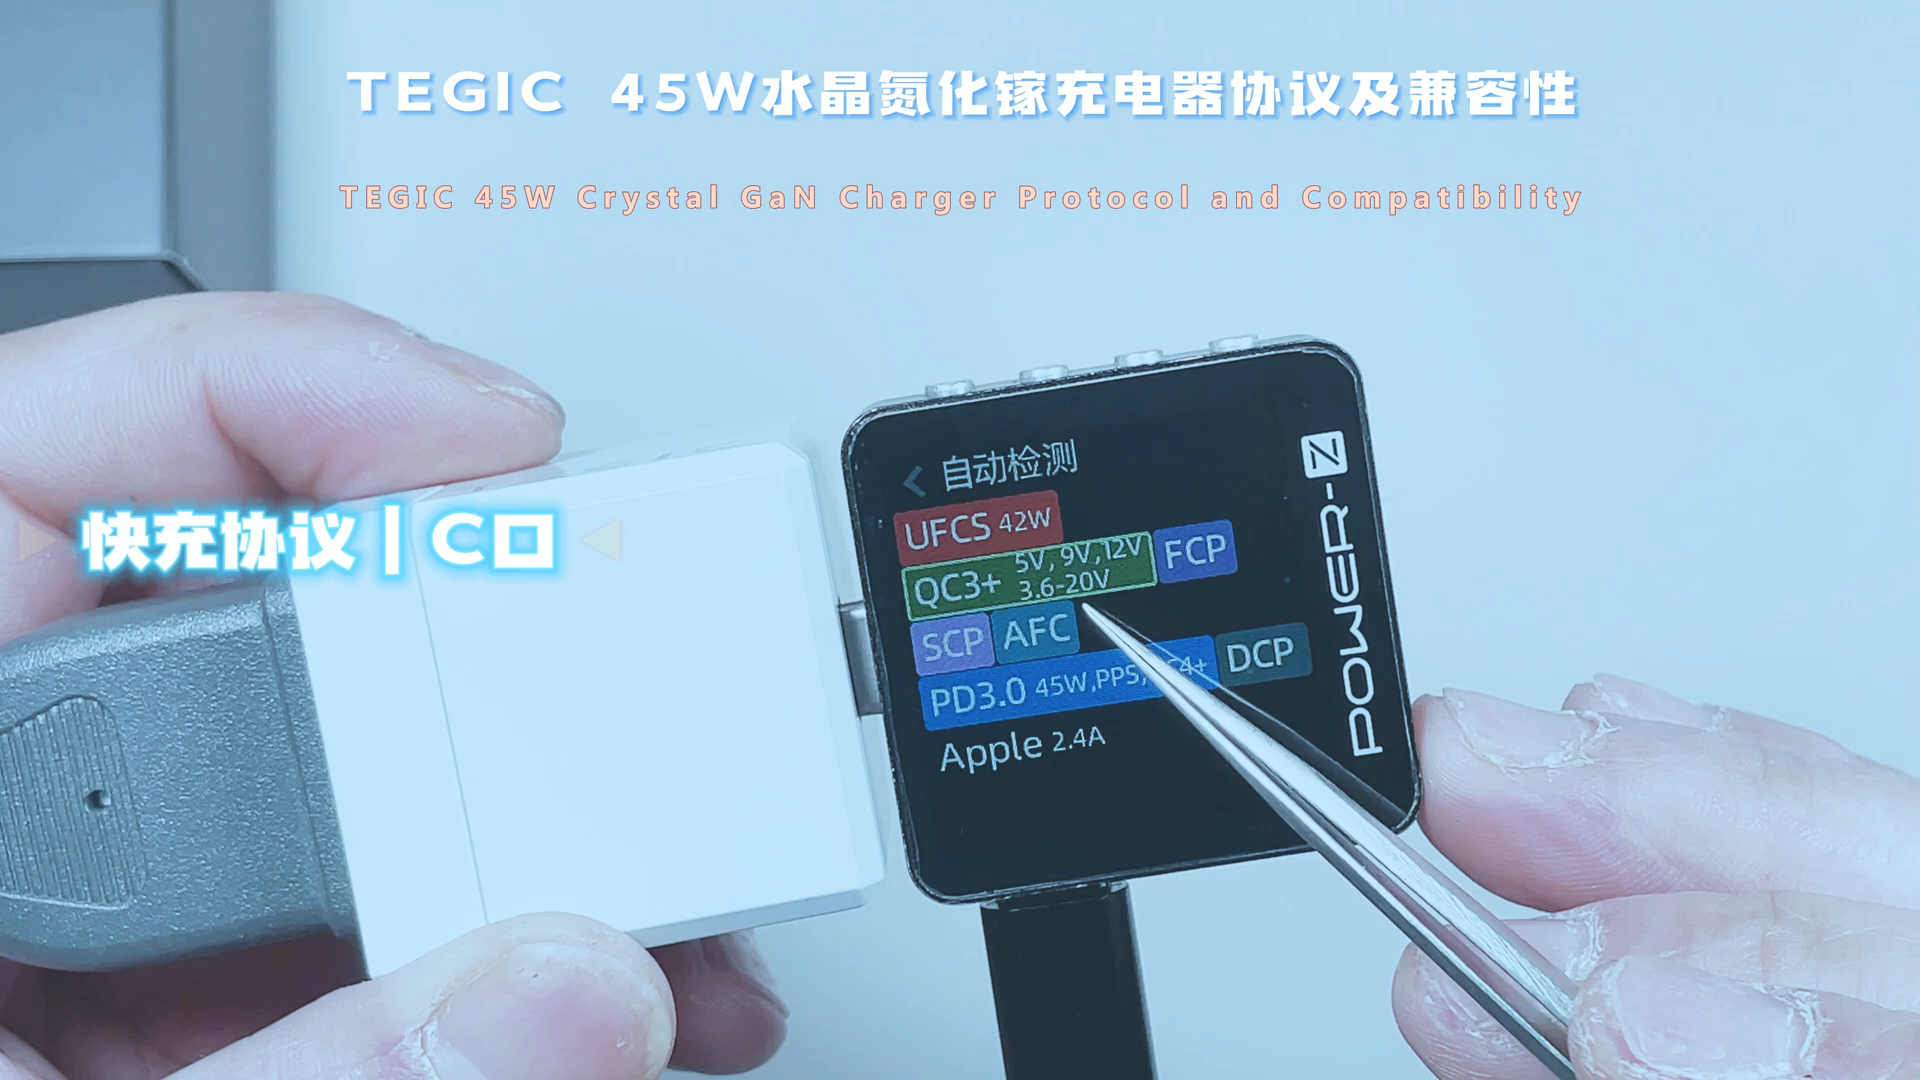 TEGIC 45W水晶氮化镓充电器协议及兼容性
TEGIC 45W Crystal GaN Charger Protocol and Compatibility
快充协议|C口
自动检测
UFCS 42W
QC3+ 5V, 9V,12V
3.6-20V
FCP
SCP AFC
PD3.0 45W,PPS,
DCP
Apple 2.4A
POWER-Z